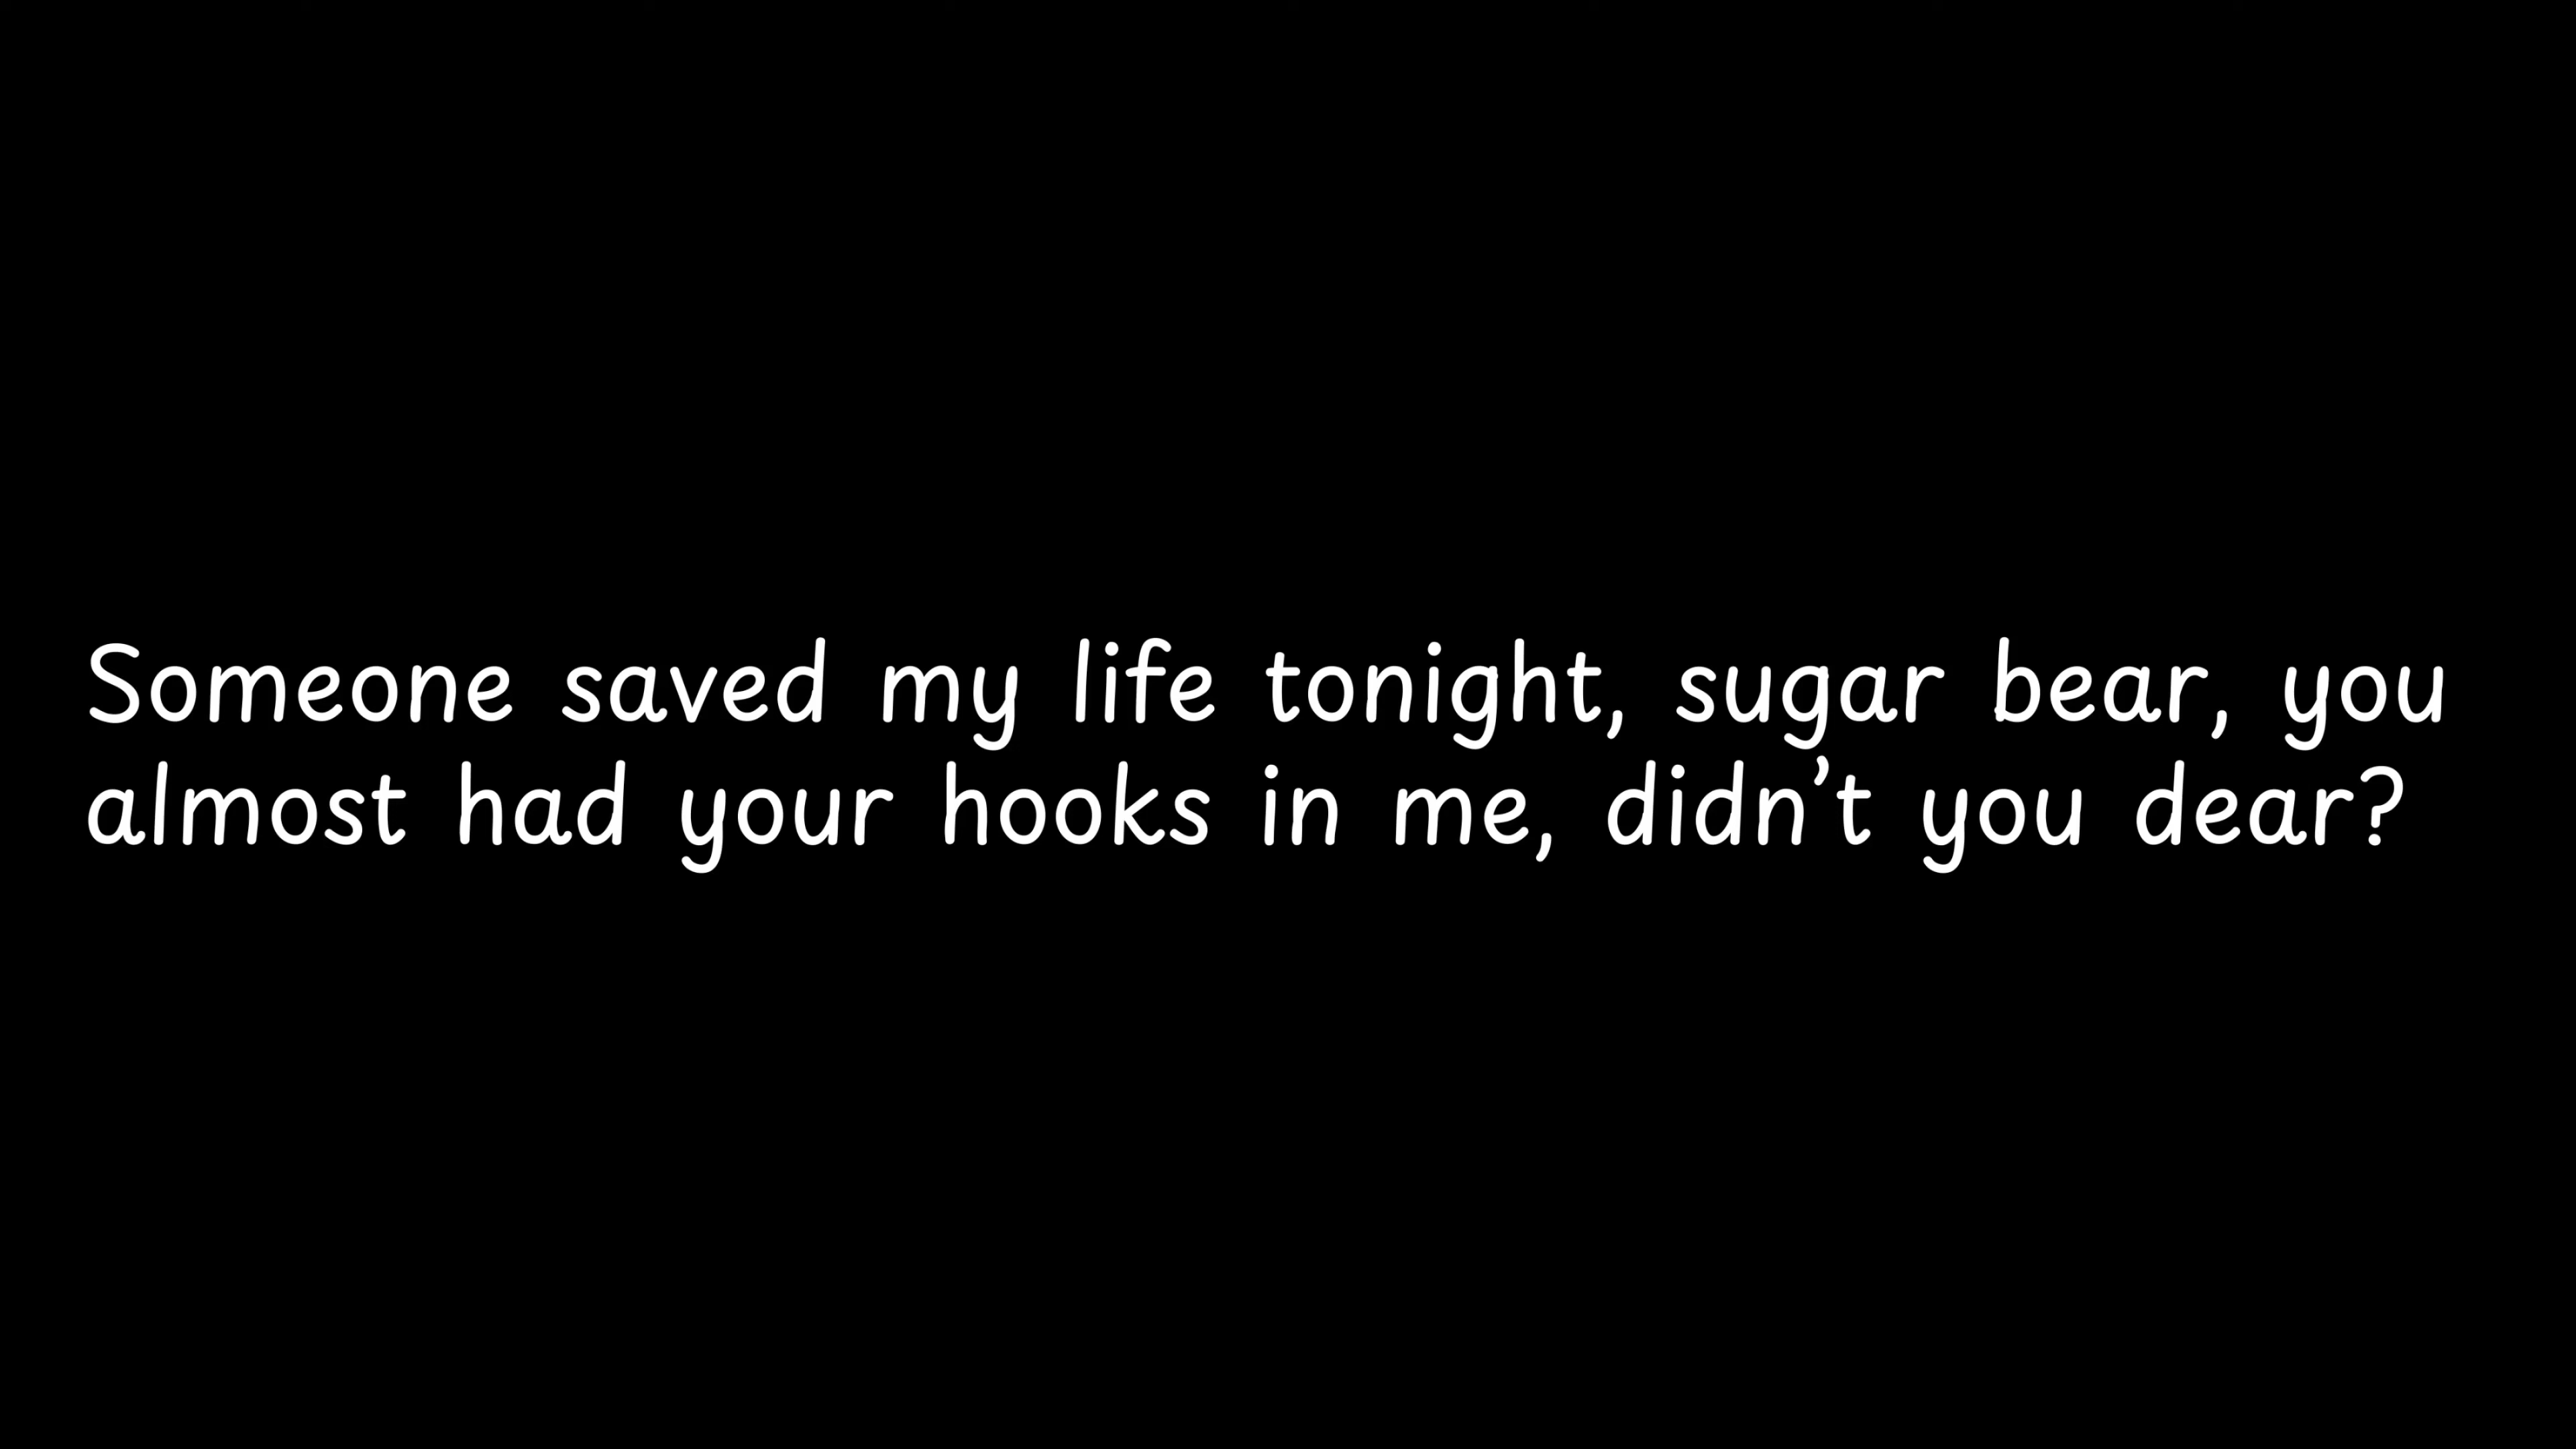 Someone saved my life tonight, sugar bear, you
almost had your hooks in me, didn’t you dear?